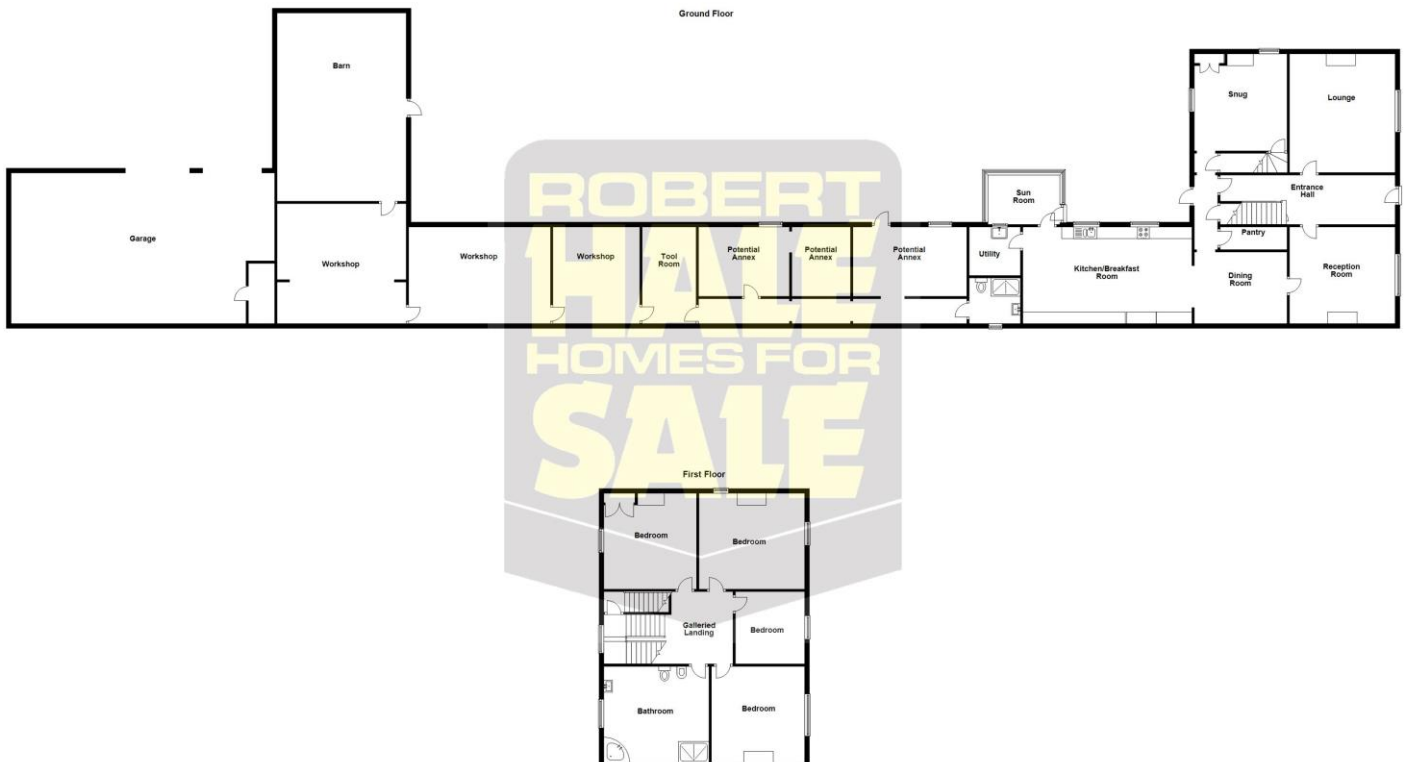 Ground Floor
Barn
Snug
Lounge
Sun
Room
Entrance
Hall
Garage
Workshop
Workshop
Workshop
Tool
Room
Potential
Annex
Potential
Annex
Potential
Annex
Utility
Kitchen/Breakfast
Room
Pantry
Dining
Room
Reception
Room
ROBERT
HALE
HOMES FOR
SALE
First Floor
Bedroom
Bedroom
Galleried
Landing
Bedroom
Bathroom
Bedroom